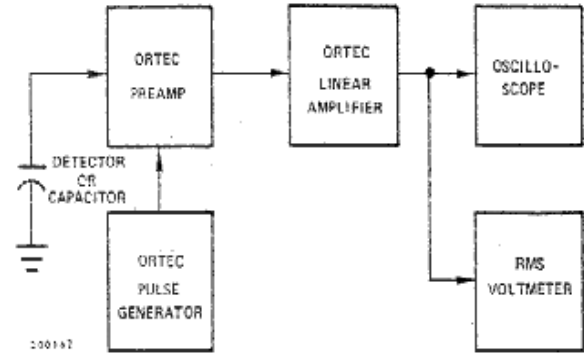 ORTEC
PREAMP
ORTEC
LINEAR
AMPLIFIER
OSCILLO-
SCOPE
DETECTOR
OR
CAPACITOR
ORTEC
PULSE
GENERATOR
RMS
VOLTMETER